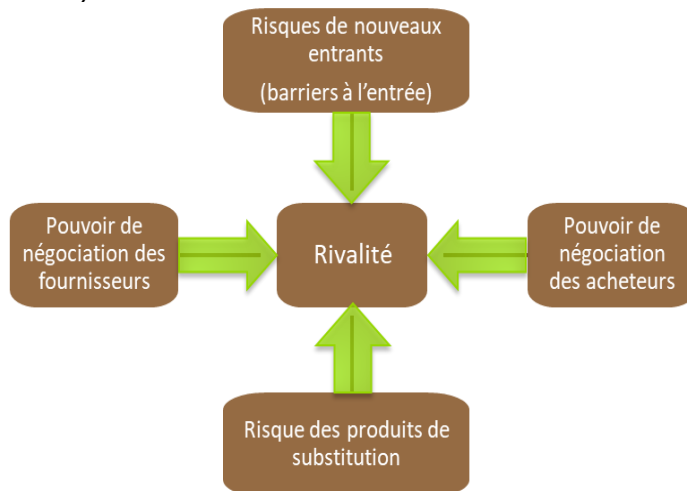 Risques de nouveaux
entrants
(barriers à l'entrée)
Pouvoir de
négociation des
fournisseurs
Rivalité
Pouvoir de
négociation
des acheteurs
Risque des produits de
substitution